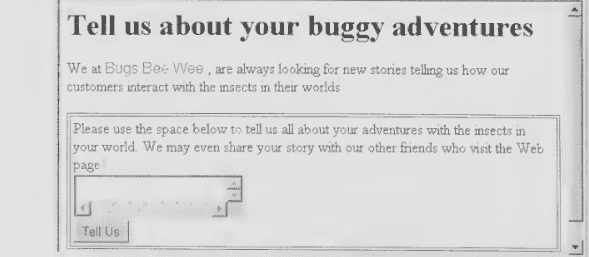 Tell us about your buggy adventures
We at Bugs Bee Wee , are always looking for new stories telling us how our
customers interact with the insects in their worlds
Please use the space below to tell us all about your adventures with the insects in
your world. We may even share your story with our other friends who visit the Web
page
Tell Us